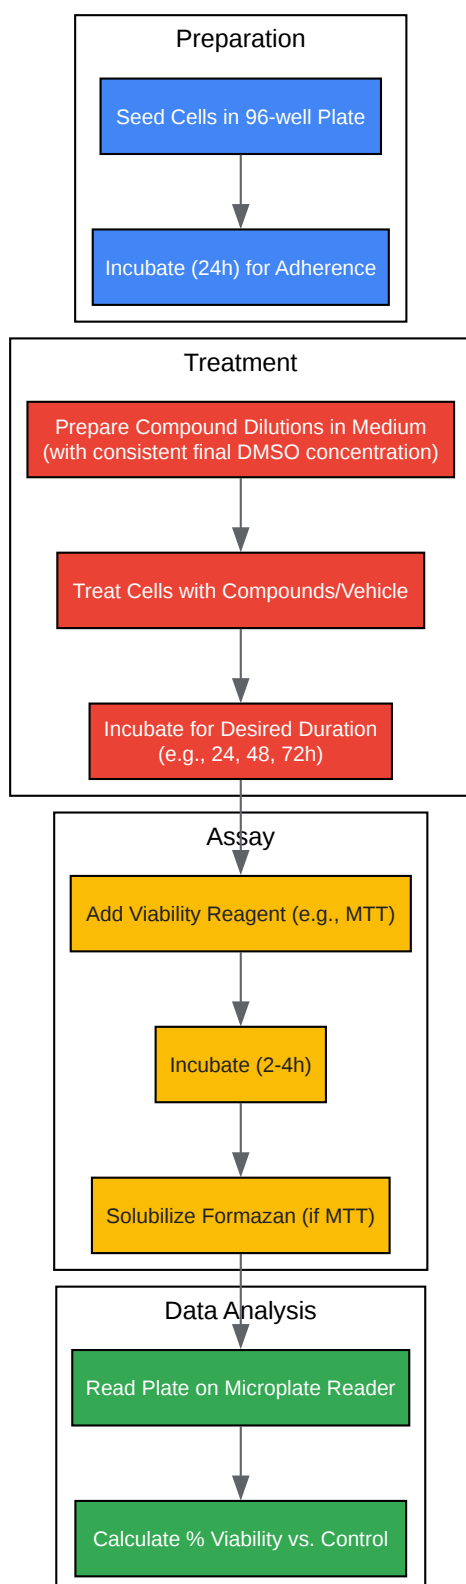 Preparation
Seed Cells in 96-well Plate
Incubate (24h) for Adherence
Treatment
Prepare Compound Dilutions in Medium
(with consistent final DMSO concentration)
Treat Cells with Compounds/Vehicle
Incubate for Desired Duration
(e.g., 24, 48, 72h)
Assay
Add Viability Reagent (e.g., MTT)
Incubate (2-4h)
Solubilize Formazan (if MTT)
Data Analysis
Read Plate on Microplate Reader
Calculate % Viability vs. Control